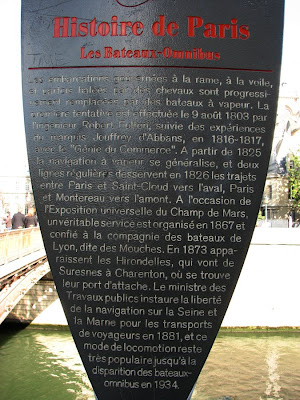 Histoire de Paris
Les Bateaux-Omnibus
Les embarcations gouvernées à la rame, à la voile,
et parfois halées par des chevaux sont progressi-
vement remplacées par des bateaux à vapeur. La
première tentative est effectuée le 9 août 1803 par
l'ingénieur Robert Fulton, suivie des expériences
du marquis Jouffroy d'Abbans, en 1816-1817,
avec le "Génie du Commerce". A partir de 1825
la navigation à vapeur se généralise, et deux
lignes régulières desservent en 1826 les trajets
entre Paris et Saint-Cloud vers l'aval, Paris
et Montereau vers l'amont. A l'occasion de
l'Exposition universelle du Champ de Mars,
un véritable service est organisé en 1867 et
confié à la compagnie des bateaux de
Lyon, dite des Mouches. En 1873 appa-
raissent les Hirondelles, qui vont de
Suresnes à Charenton, où se trouve
leur port d'attache. Le ministre des
Travaux publics instaure la liberté
de la navigation sur la Seine et
la Marne pour les transports
de voyageurs en 1881, et ce
mode de locomotion reste
très populaire jusqu'à la
disparition des bateaux-
omnibus en 1934.